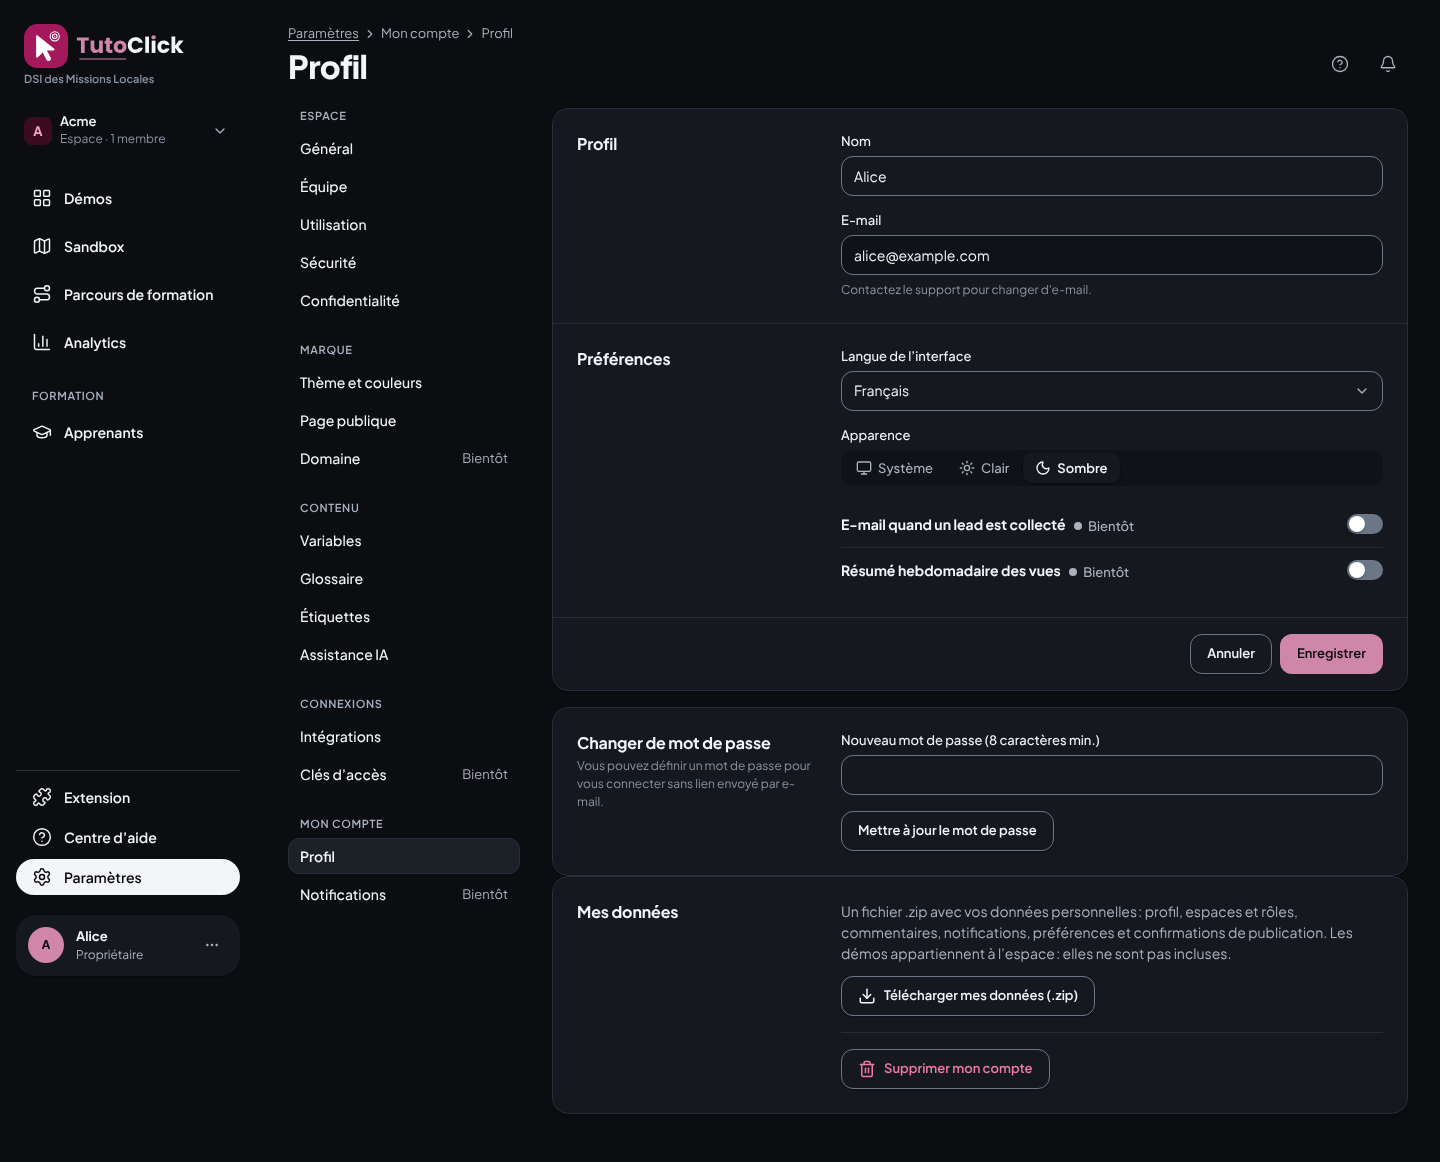 TutoClick
DSI des Missions Locales
A
Acme
Espace · 1 membre
Démos
Sandbox
Parcours de formation
Analytics
FORMATION
Apprenants
Extension
Centre d’aide
Paramètres
A
Alice
Propriétaire
Paramètres > Mon compte > Profil
Profil
ESPACE
Général
Équipe
Utilisation
Sécurité
Confidentialité
MARQUE
Thème et couleurs
Page publique
Domaine Bientôt
CONTENU
Variables
Glossaire
Étiquettes
Assistance IA
CONNEXIONS
Intégrations
Clés d’accès Bientôt
MON COMPTE
Profil
Notifications Bientôt
Profil
Nom
Alice
E-mail
alice@example.com
Contactez le support pour changer d’e-mail.
Préférences
Langue de l’interface
Français
Apparence
Système Clair Sombre
E-mail quand un lead est collecté Bientôt
Résumé hebdomadaire des vues Bientôt
Annuler Enregistrer
Changer de mot de passe
Vous pouvez définir un mot de passe pour
vous connecter sans lien envoyé par e-
mail.
Nouveau mot de passe (8 caractères min.)
Mettre à jour le mot de passe
Mes données
Un fichier .zip avec vos données personnelles : profil, espaces et rôles,
commentaires, notifications, préférences et confirmations de publication. Les
démos appartiennent à l’espace : elles ne sont pas incluses.
Télécharger mes données (.zip)
Supprimer mon compte